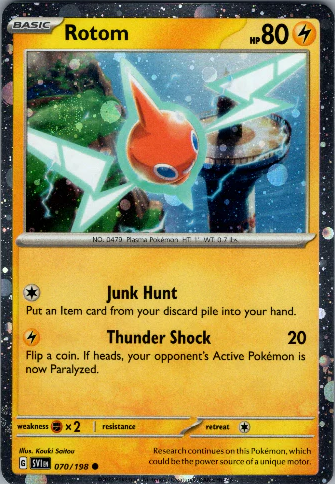 BASIC
Rotom
HP 80
NO. 0479 Plasma Pokémon HT: 1' WT: 0.7 lbs.
Junk Hunt
Put an Item card from your discard pile into your hand.
Thunder Shock 20
Flip a coin. If heads, your opponent's Active Pokémon is
now Paralyzed.
weakness ×2 resistance retreat
Illus. Kouki Saitou
G SVI EN 070/198
Research continues on this Pokémon, which
could be the power source of a unique motor.